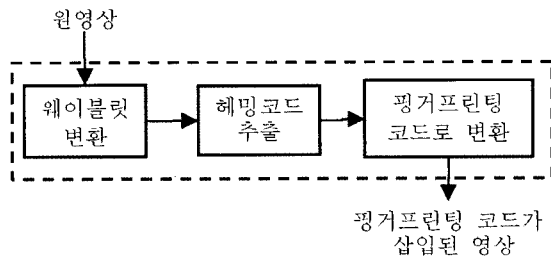 원영상
웨이블릿
변환
헤밍코드
추출
핑거프린팅
코드로 변환
핑거프린팅 코드가
삽입된 영상